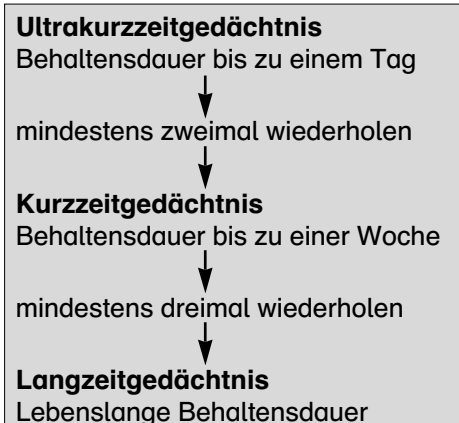 Ultrakurzzeitgedächtnis
Behaltensdauer bis zu einem Tag
mindestens zweimal wiederholen
Kurzzeitgedächtnis
Behaltensdauer bis zu einer Woche
mindestens dreimal wiederholen
Langzeitgedächtnis
Lebenslange Behaltensdauer